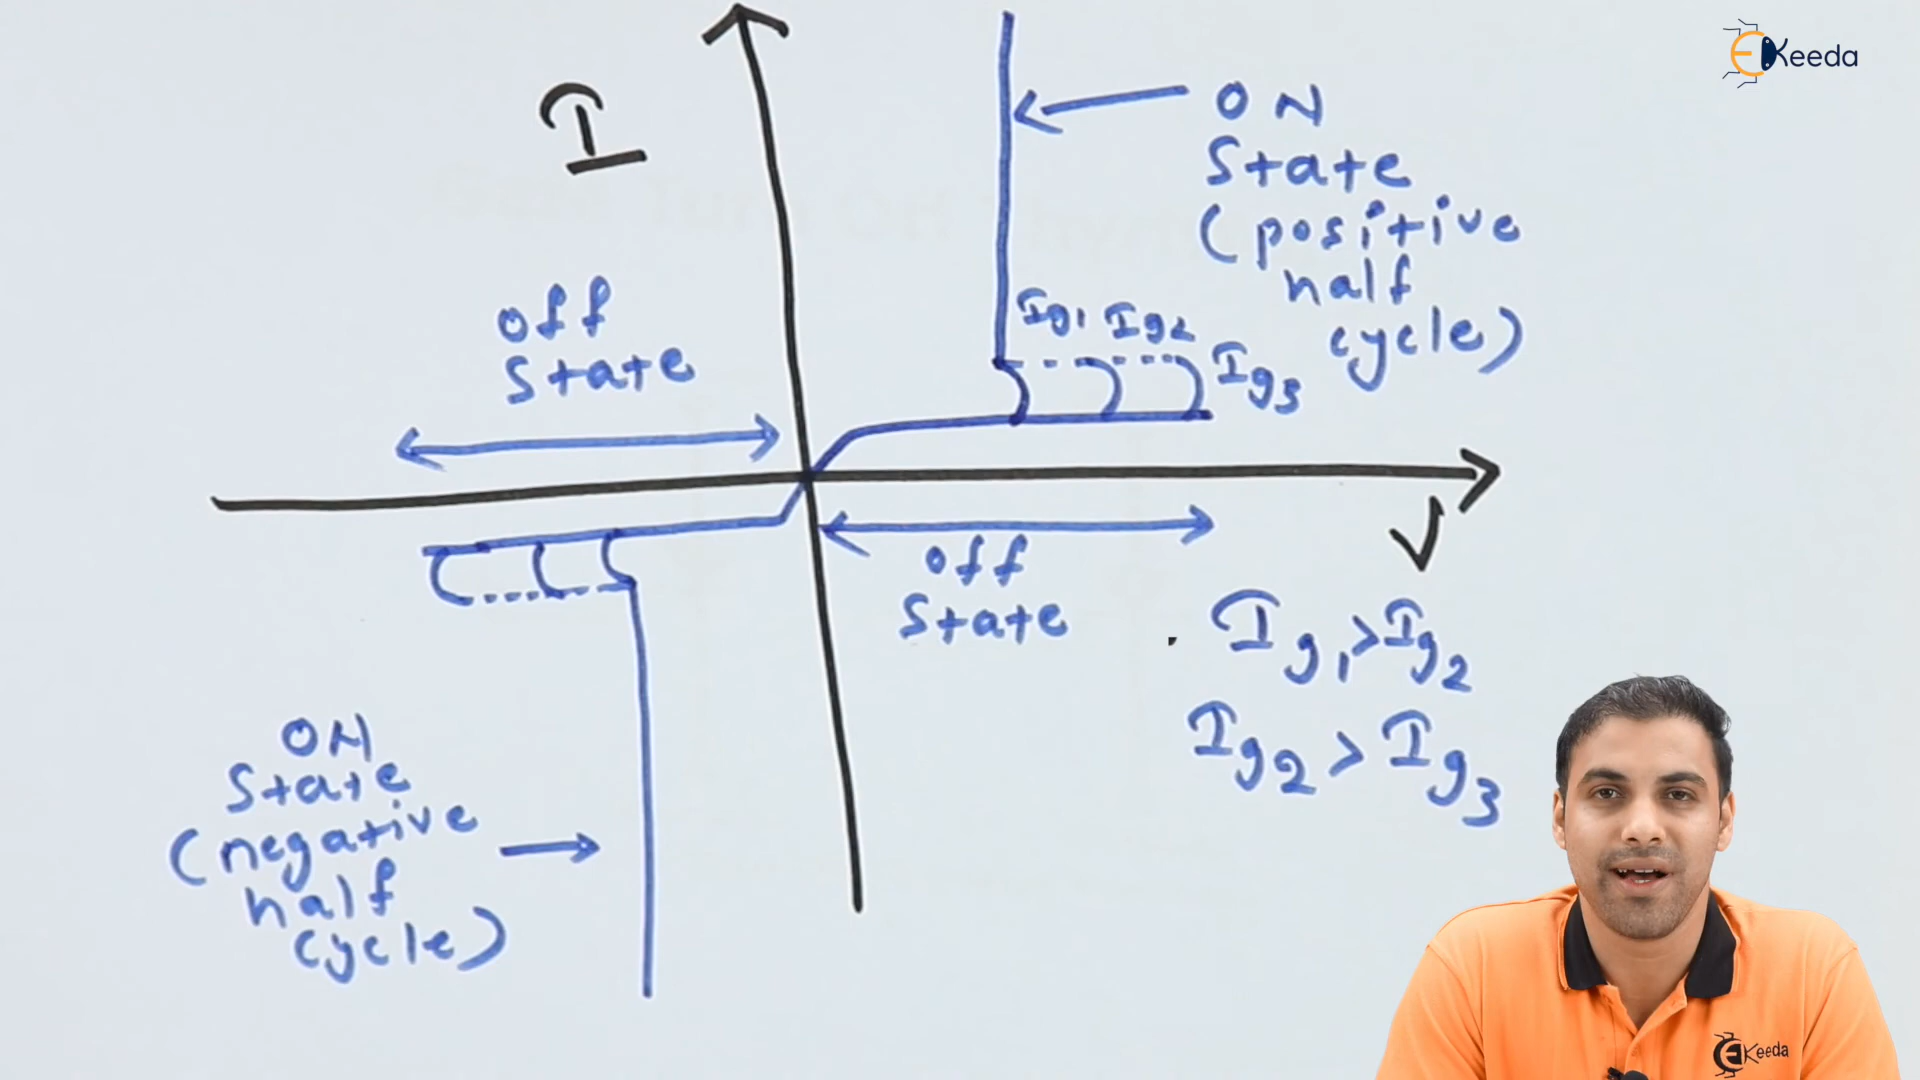 EKeeda
I
ON
State
(positive
half
cycle)
Ig1 Ig2
Ig3
off
state
V
off
state
Ig1 > Ig2
Ig2 > Ig3
ON
state
(negative
half
cycle)
EKeeda